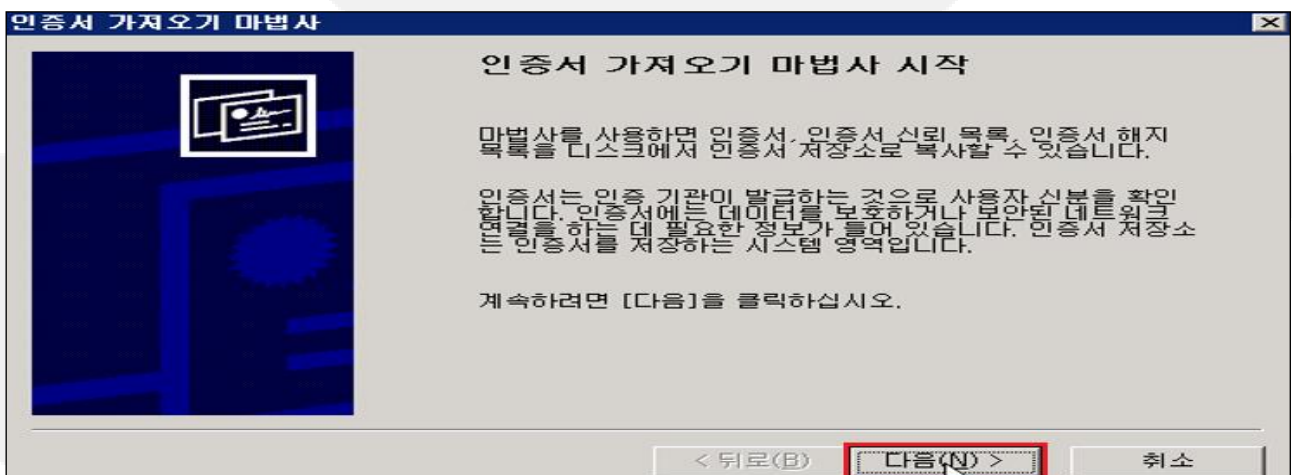 인증서 가져오기 마법사
인증서 가져오기 마법사 시작
마법사를 사용하면 인증서, 인증서 신뢰 목록, 인증서 해지
목록을 디스크에서 인증서 저장소로 복사할 수 있습니다.
인증서는 인증 기관이 발급하는 것으로 사용자 신분을 확인
합니다. 인증서에는 데이터를 보호하거나 보안된 네트워크
연결을 하는 데 필요한 정보가 들어 있습니다. 인증서 저장소
는 인증서를 저장하는 시스템 영역입니다.
계속하려면 [다음]을 클릭하십시오.
< 뒤로(B) 다음(N) > 취소